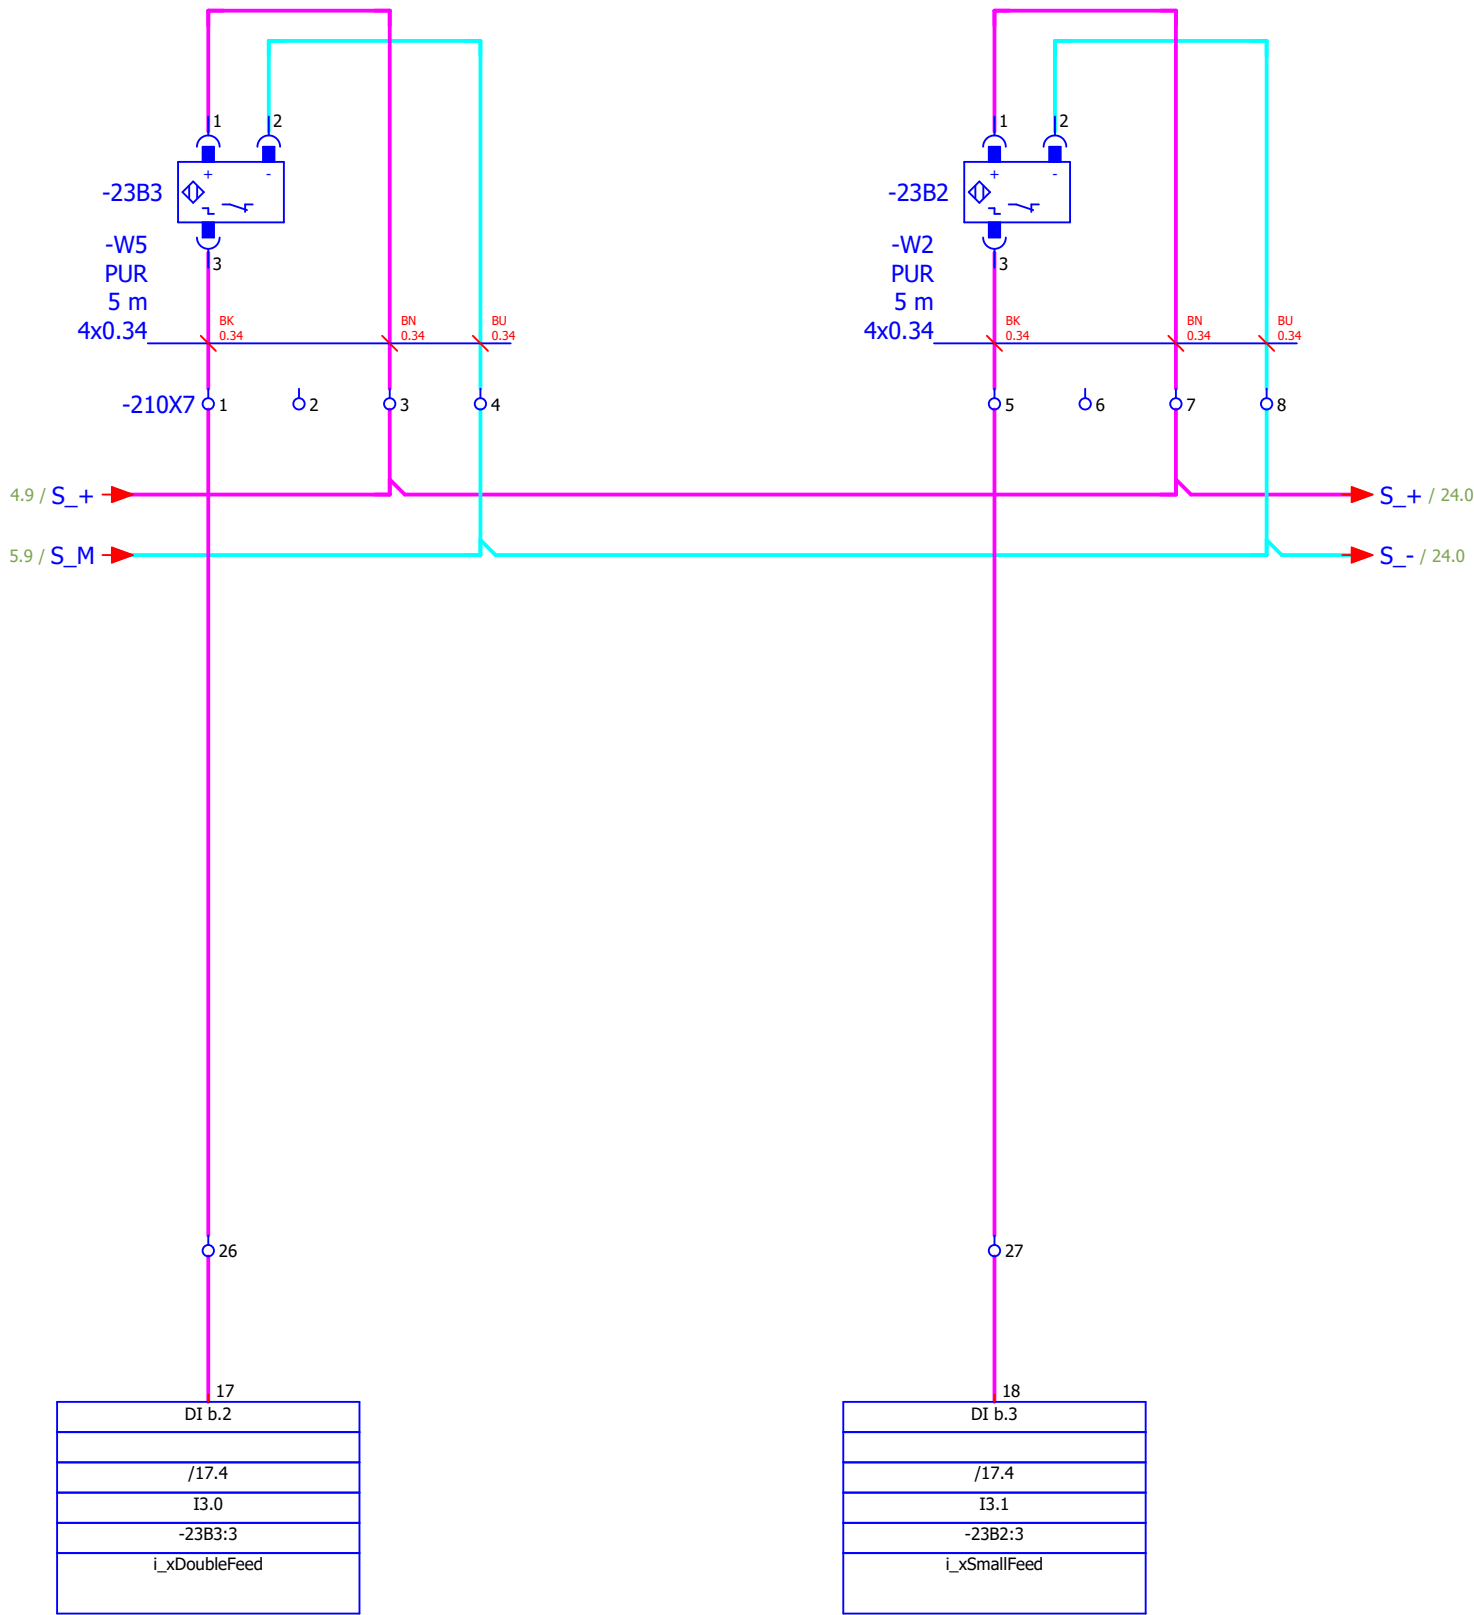 1
2
-23B3
+
-
3
-W5
PUR
5 m
4x0.34
BK
0.34
BN
0.34
BU
0.34
-210X7
1
2
3
4
1
2
-23B2
+
-
3
-W2
PUR
5 m
4x0.34
BK
0.34
BN
0.34
BU
0.34
5
6
7
8
4.9 / S_+
S_+ / 24.0
5.9 / S_M
S_- / 24.0
26
27
17
DI b.2
/17.4
I3.0
-23B3:3
i_xDoubleFeed
18
DI b.3
/17.4
I3.1
-23B2:3
i_xSmallFeed